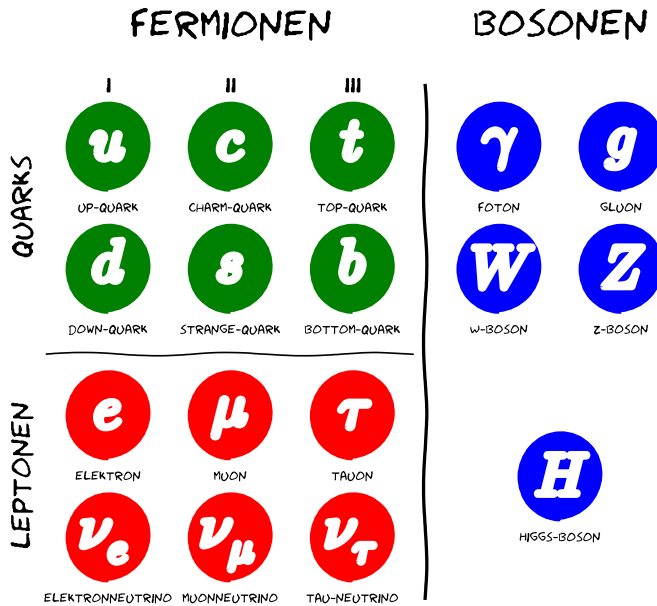 FERMIONEN
BOSONEN
I II III
QUARKS
u c t
UP-QUARK CHARM-QUARK TOP-QUARK
d s b
DOWN-QUARK STRANGE-QUARK BOTTOM-QUARK
γ g
FOTON GLUON
W Z
W-BOSON Z-BOSON
LEPTONEN
e μ τ
ELEKTRON MUON TAUON
νe νμ ντ
ELEKTRONNEUTRINO MUONNEUTRINO TAU-NEUTRINO
H
HIGGS-BOSON